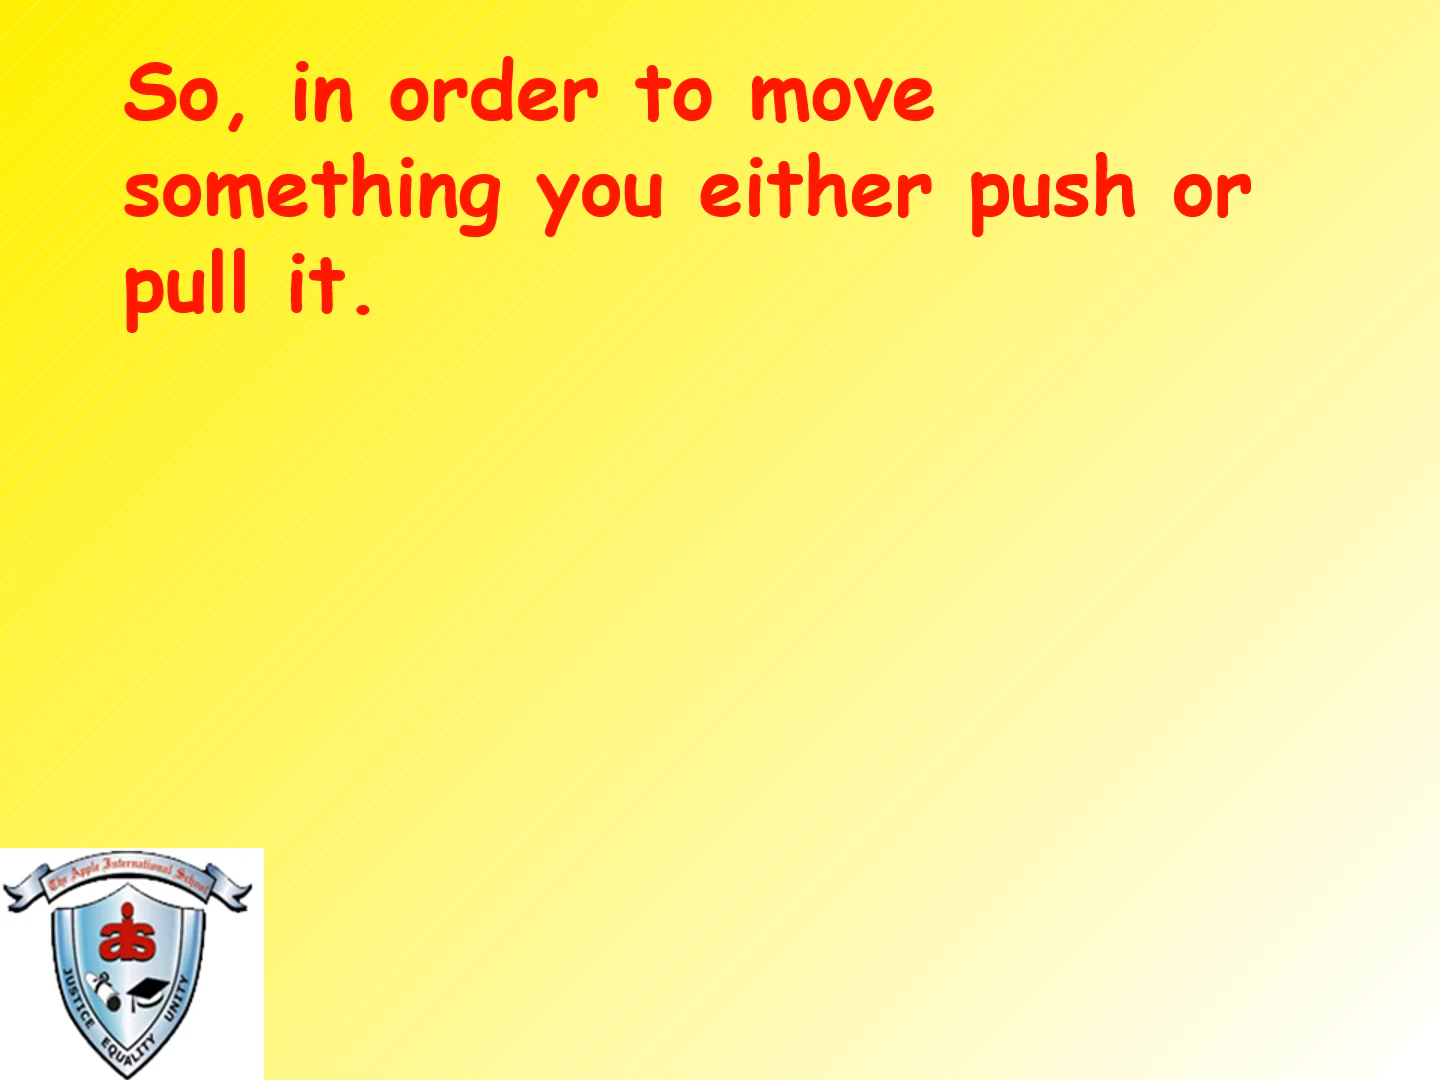 So, in order to move
something you either push or
pull it.
The Apple International School
JUSTICE EQUALITY UNITY